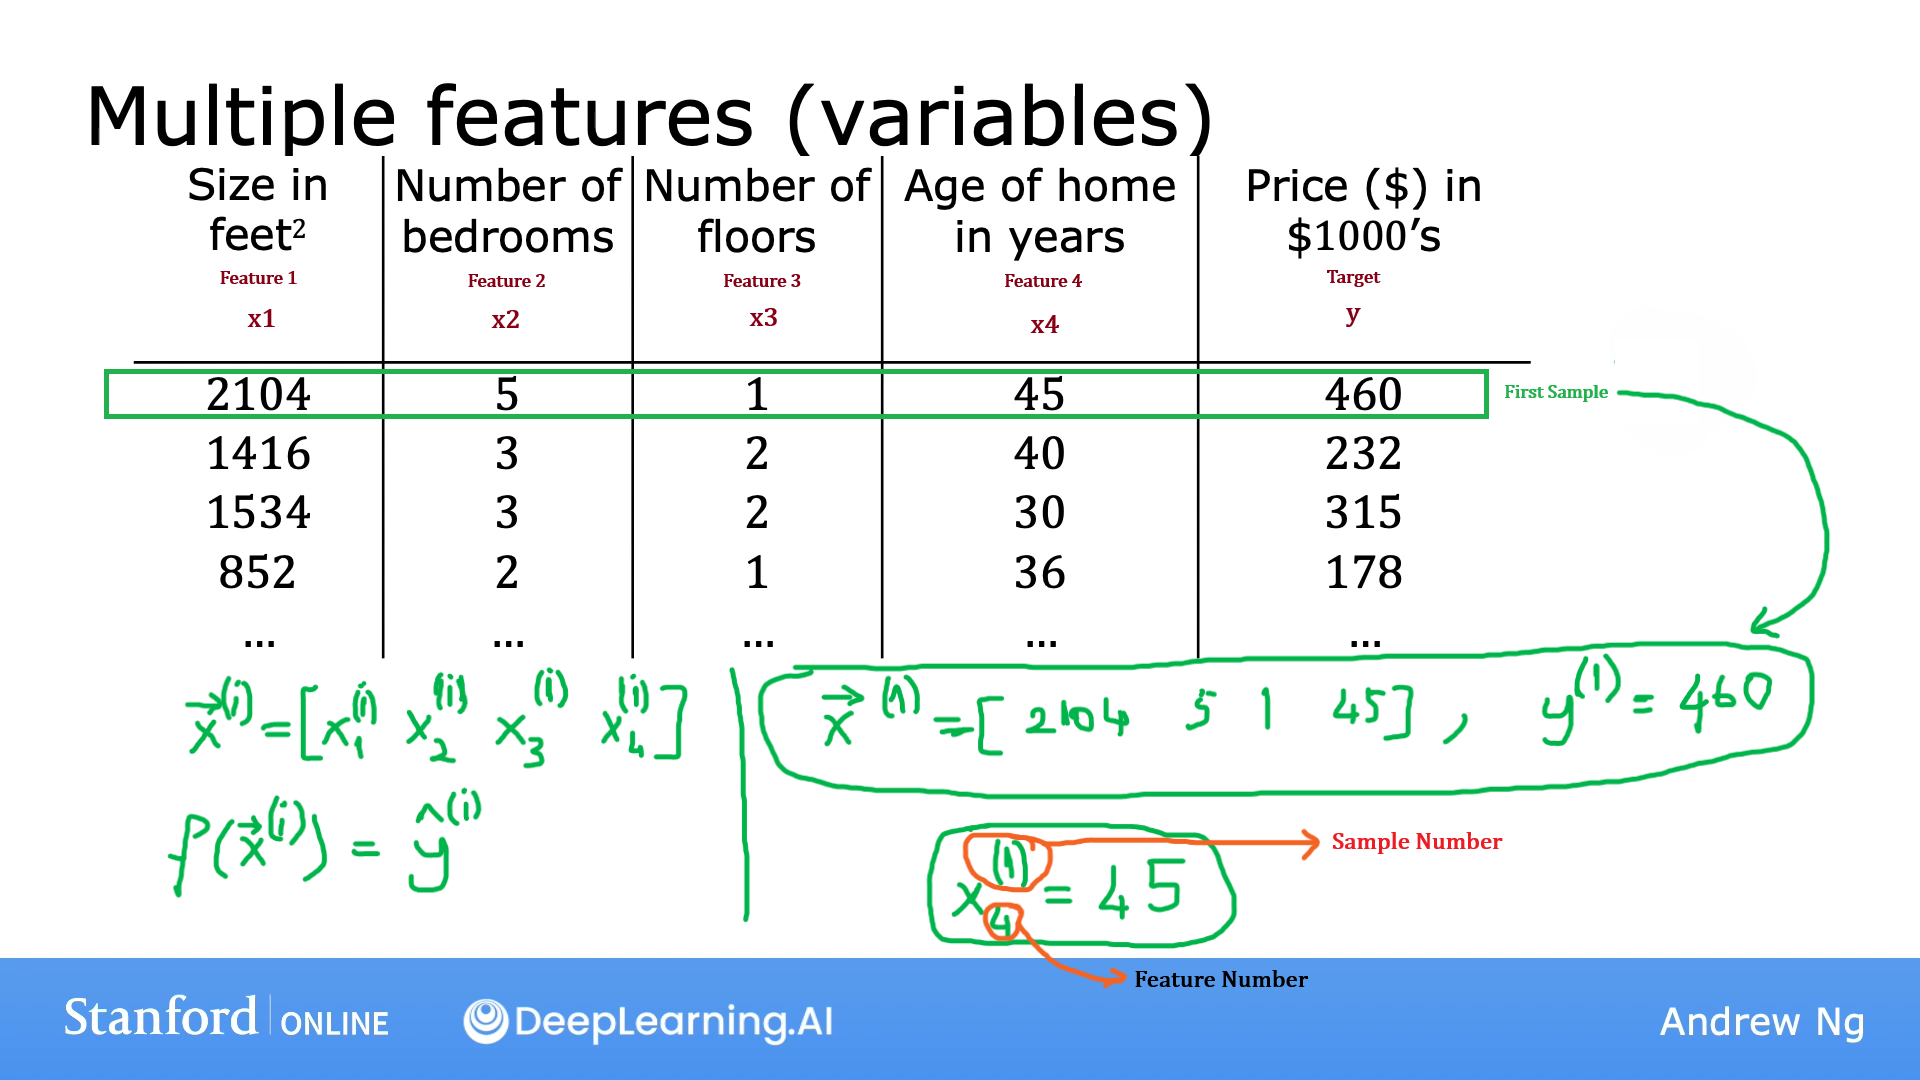 Multiple features (variables)
Size in feet² Number of bedrooms Number of floors Age of home in years Price ($) in $1000’s
Feature 1 Feature 2 Feature 3 Feature 4 Target
x1 x2 x3 x4 y
2104 5 1 45 460 First Sample
1416 3 2 40 232
1534 3 2 30 315
852 2 1 36 178
... ... ... ... ...
x⃗⁽ⁱ⁾ = [x₁⁽ⁱ⁾ x₂⁽ⁱ⁾ x₃⁽ⁱ⁾ x₄⁽ⁱ⁾]
f(x⃗⁽ⁱ⁾) = ŷ⁽ⁱ⁾
x⃗⁽¹⁾ = [2104 5 1 45], y⁽¹⁾ = 460
x₄⁽¹⁾ = 45
Sample Number
Feature Number
Stanford ONLINE
DeepLearning.AI
Andrew Ng